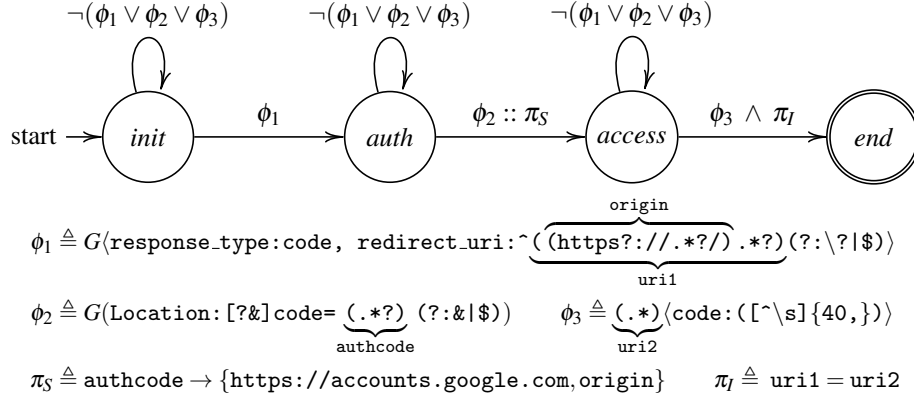 ¬(ϕ1 ∨ ϕ2 ∨ ϕ3) ¬(ϕ1 ∨ ϕ2 ∨ ϕ3) ¬(ϕ1 ∨ ϕ2 ∨ ϕ3)
start init ϕ1 auth ϕ2 :: πS access ϕ3 ∧ πI end
origin
ϕ1 ≜ G⟨response_type:code, redirect_uri:^((https?://.*?/).*?)(?:\?|$)⟩
uri1
ϕ2 ≜ G(Location:[?&]code=(.*?)(?:&|$)) ϕ3 ≜ (.*)⟨code:([^\s]{40,})⟩
authcode uri2
πS ≜ authcode → {https://accounts.google.com,origin} πI ≜ uri1 = uri2